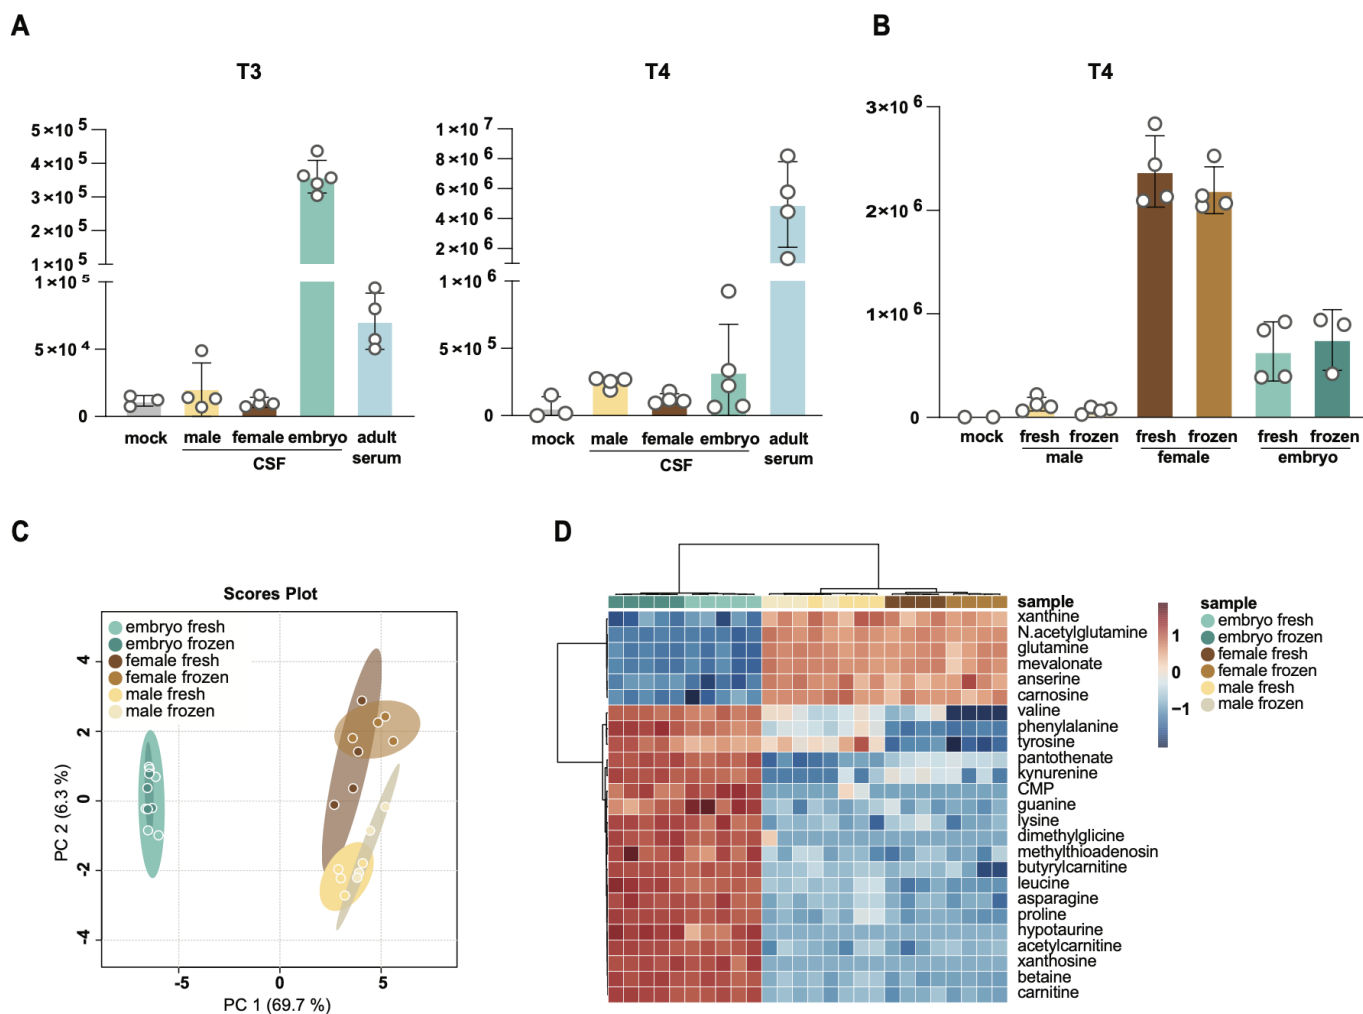 A
B
T3
T4
T4
5×10 5
4×10 5
3×10 5
2×10 5
1×10 5
1×10 5
5×10 4
0
mock
male
female
embryo
adult
serum
CSF
1×10 7
8×10 6
6×10 6
4×10 6
2×10 6
1×10 6
5×10 5
0
mock
male
female
embryo
adult
serum
CSF
3×10 6
2×10 6
1×10 6
0
mock
fresh
frozen
fresh
frozen
fresh
frozen
male
female
embryo
C
D
Scores Plot
embryo fresh
embryo frozen
female fresh
female frozen
male fresh
male frozen
4
2
0
-2
-4
PC 2 (6.3 %)
-5
0
5
PC 1 (69.7 %)
sample
xanthine
N.acetylglutamine
glutamine
mevalonate
anserine
carnosine
valine
phenylalanine
tyrosine
pantothenate
kynurenine
CMP
guanine
lysine
dimethylglicine
methylthioadenosin
butyrylcarnitine
leucine
asparagine
proline
hypotaurine
acetylcarnitine
xanthosine
betaine
carnitine
1
0
−1
sample
embryo fresh
embryo frozen
female fresh
female frozen
male fresh
male frozen